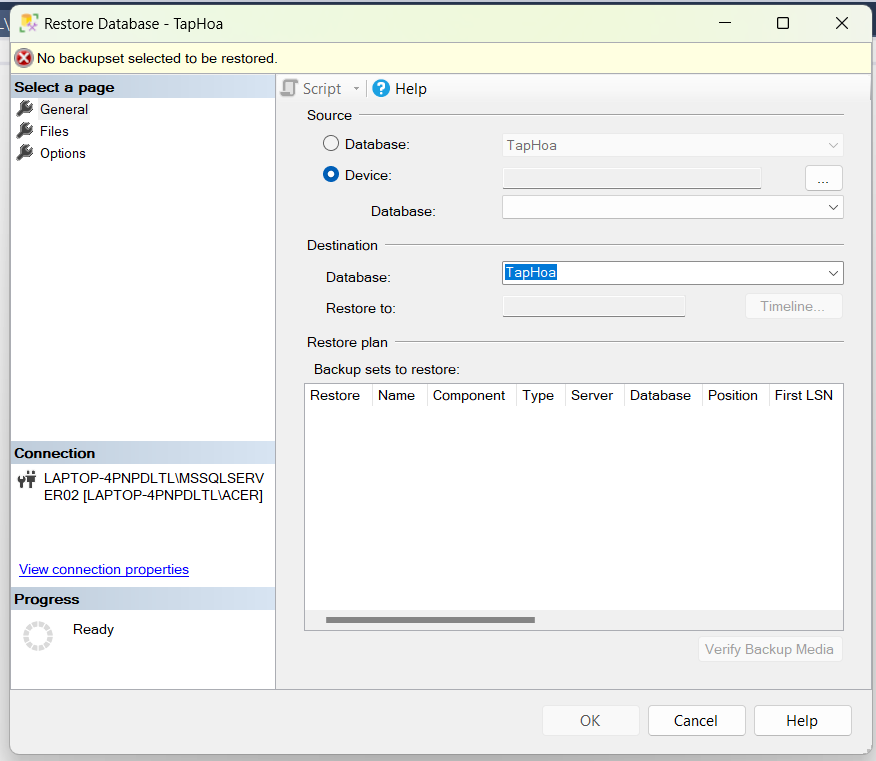 Restore Database - TapHoa
No backupset selected to be restored.
Select a page
General
Files
Options
Script
Help
Source
Database:
TapHoa
Device:
...
Database:
Destination
Database:
TapHoa
Restore to:
Timeline...
Restore plan
Backup sets to restore:
Restore Name Component Type Server Database Position First LSN
Connection
LAPTOP-4PNPDLTL\MSSQLSERV
ER02 [LAPTOP-4PNPDLTL\ACER]
View connection properties
Progress
Ready
Verify Backup Media
OK Cancel Help